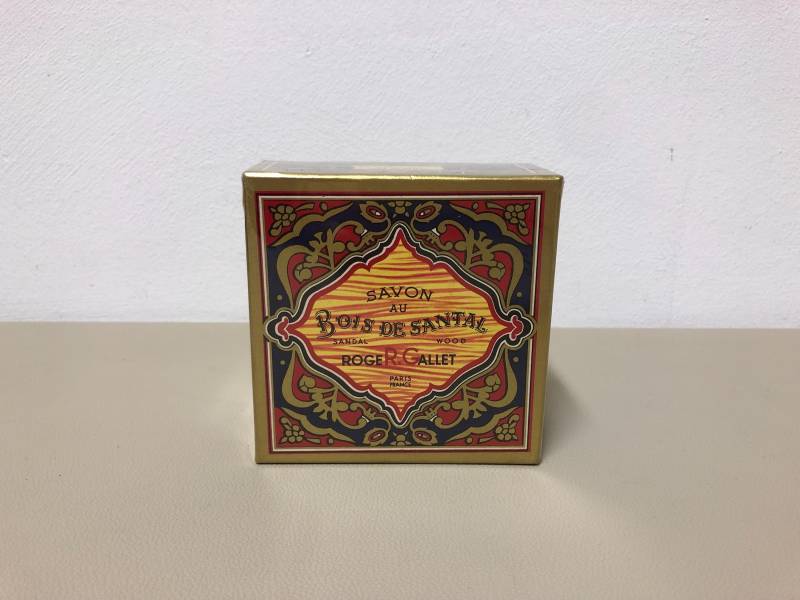 SAVON
AU
BOIS DE SANTAL
SANDAL WOOD
ROGER & GALLET
PARIS
FRANCE